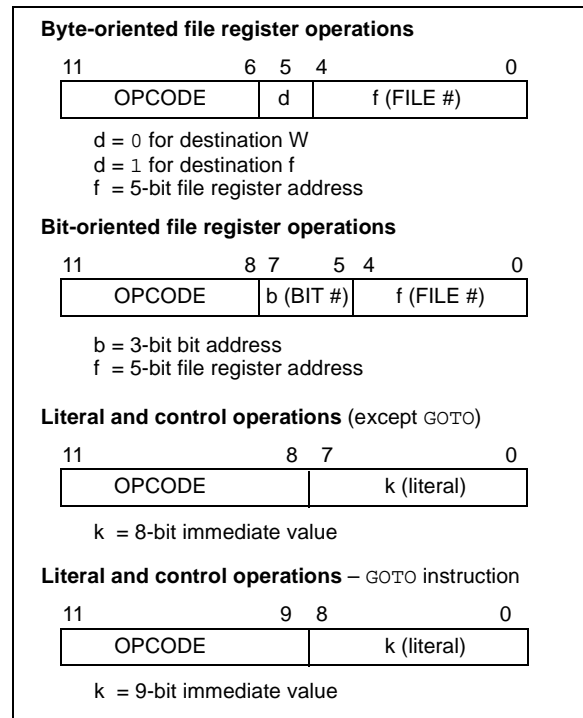 Byte-oriented file register operations
11 6 5 4 0
OPCODE d f (FILE #)
d = 0 for destination W
d = 1 for destination f
f = 5-bit file register address
Bit-oriented file register operations
11 8 7 5 4 0
OPCODE b (BIT #) f (FILE #)
b = 3-bit bit address
f = 5-bit file register address
Literal and control operations (except GOTO)
11 8 7 0
OPCODE k (literal)
k = 8-bit immediate value
Literal and control operations – GOTO instruction
11 9 8 0
OPCODE k (literal)
k = 9-bit immediate value